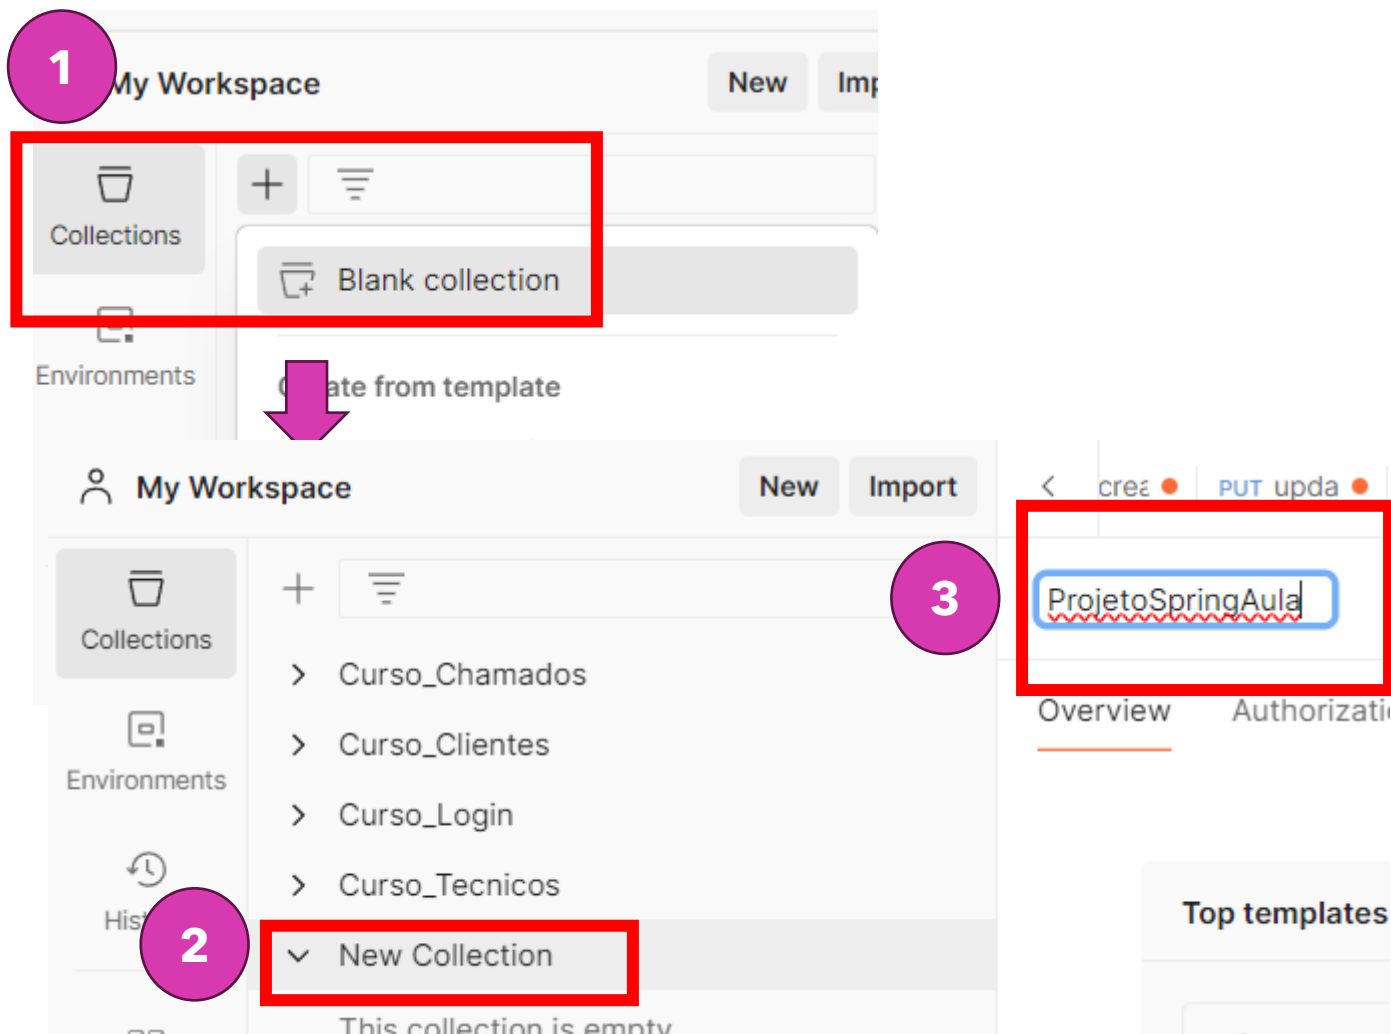 1
My Workspace
New
Imp
Collections
Blank collection
Environments
ate from template
My Workspace
New
Import
crea
PUT upda
Collections
3
ProjetoSpringAula
Curso_Chamados
Overview
Authorizati
Environments
Curso_Clientes
Curso_Login
Curso_Tecnicos
His
Top templates
2
New Collection
This collection is empty